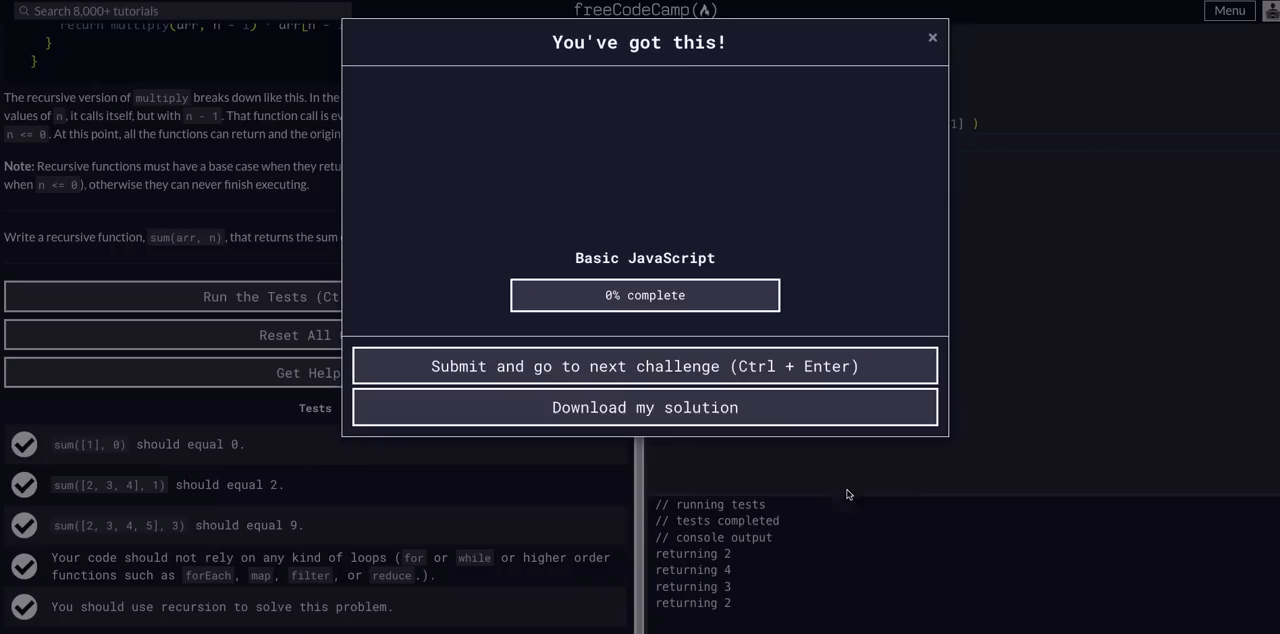 Search 8,000+ tutorials
freeCodeCamp(🔥)
Menu
return multiply(arr, n - 1) * arr[n -
}
}
You've got this!
×
The recursive version of multiply breaks down like this. In the
values of n, it calls itself, but with n - 1. That function call is ev
n <= 0. At this point, all the functions can return and the origin
1] )
Note: Recursive functions must have a base case when they retu
when n <= 0), otherwise they can never finish executing.
Write a recursive function, sum(arr, n), that returns the sum
Basic JavaScript
0% complete
Run the Tests (Ct
Reset All
Get Help
Submit and go to next challenge (Ctrl + Enter)
Download my solution
Tests
sum([1], 0) should equal 0.
sum([2, 3, 4], 1) should equal 2.
sum([2, 3, 4, 5], 3) should equal 9.
Your code should not rely on any kind of loops (for or while or higher order
functions such as forEach, map, filter, or reduce.).
You should use recursion to solve this problem.
// running tests
// tests completed
// console output
returning 2
returning 4
returning 3
returning 2